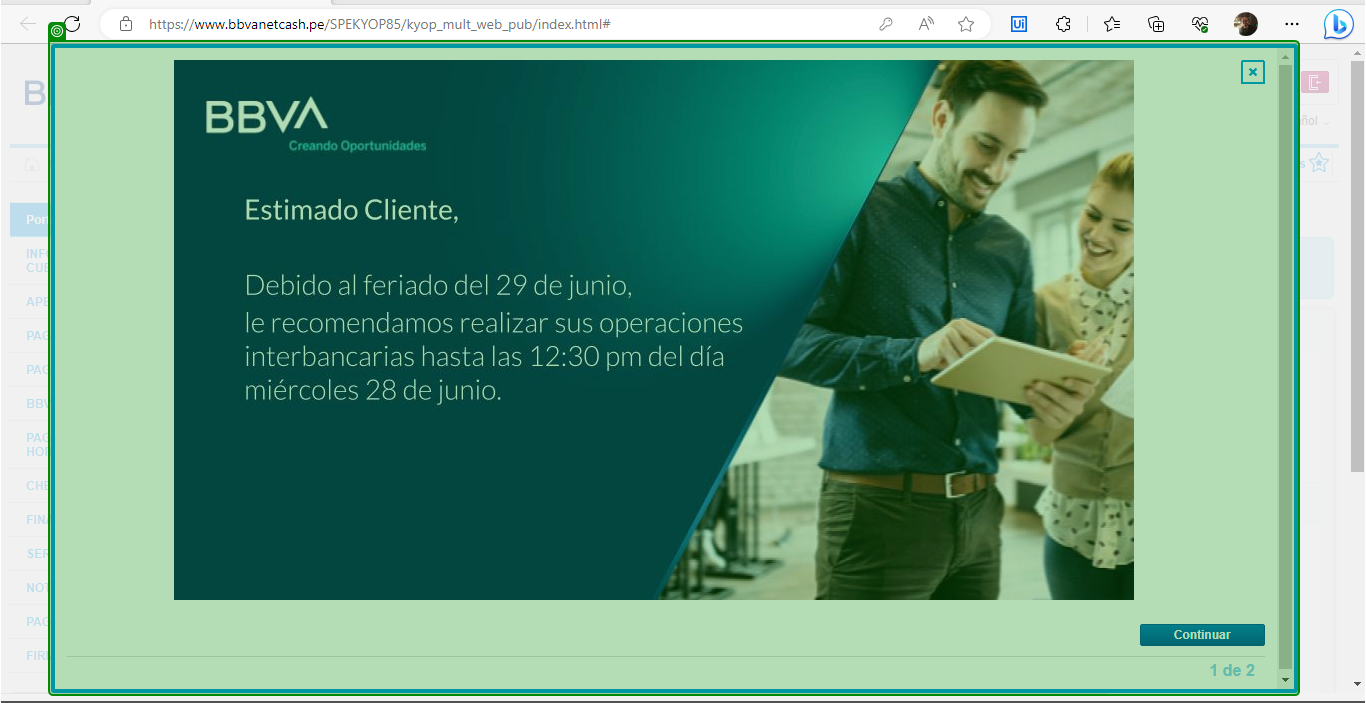 https://www.bbvanetcash.pe/SPEKYOP85/kyop_mult_web_pub/index.html#
Ui
BBVA
Creando Oportunidades
Estimado Cliente,
Debido al feriado del 29 de junio,
le recomendamos realizar sus operaciones
interbancarias hasta las 12:30 pm del día
miércoles 28 de junio.
Continuar
1 de 2